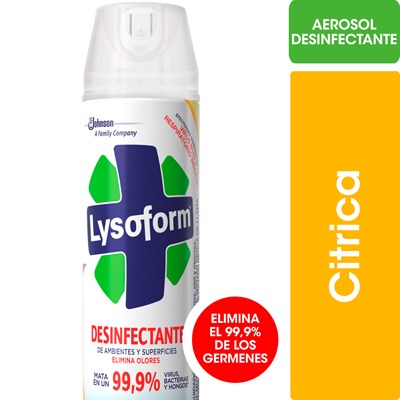 AEROSOL
DESINFECTANTE
Citrica
Johnson
A Family Company
Lysoform
DESINFECTANTE
DE AMBIENTES Y SUPERFICIES
ELIMINA OLORES
MATA
EN UN
99,9%
VIRUS,
BACTERIAS
Y HONGOS*
ELIMINA
EL 99,9%
DE LOS
GERMENES